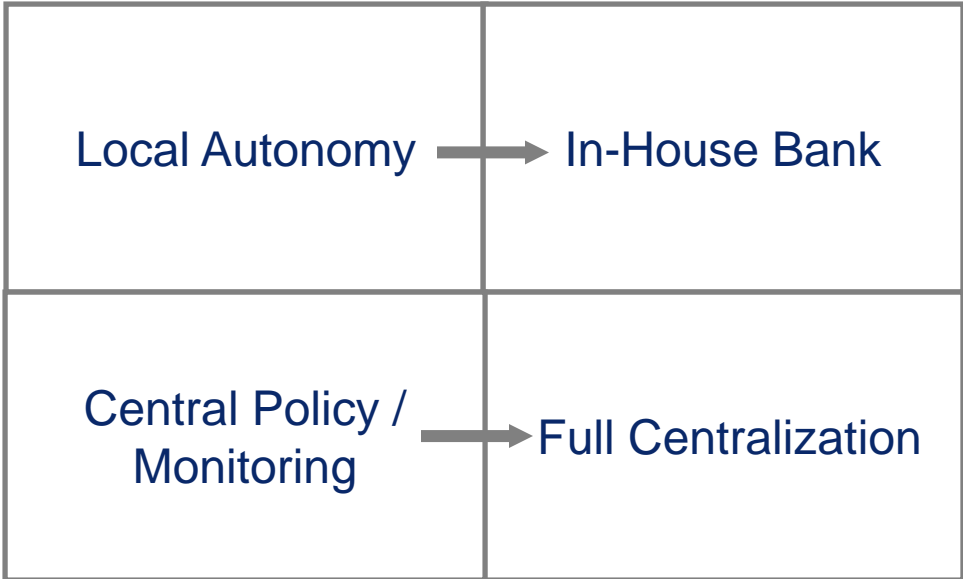 Local Autonomy
In-House Bank
Central Policy /
Monitoring
Full Centralization